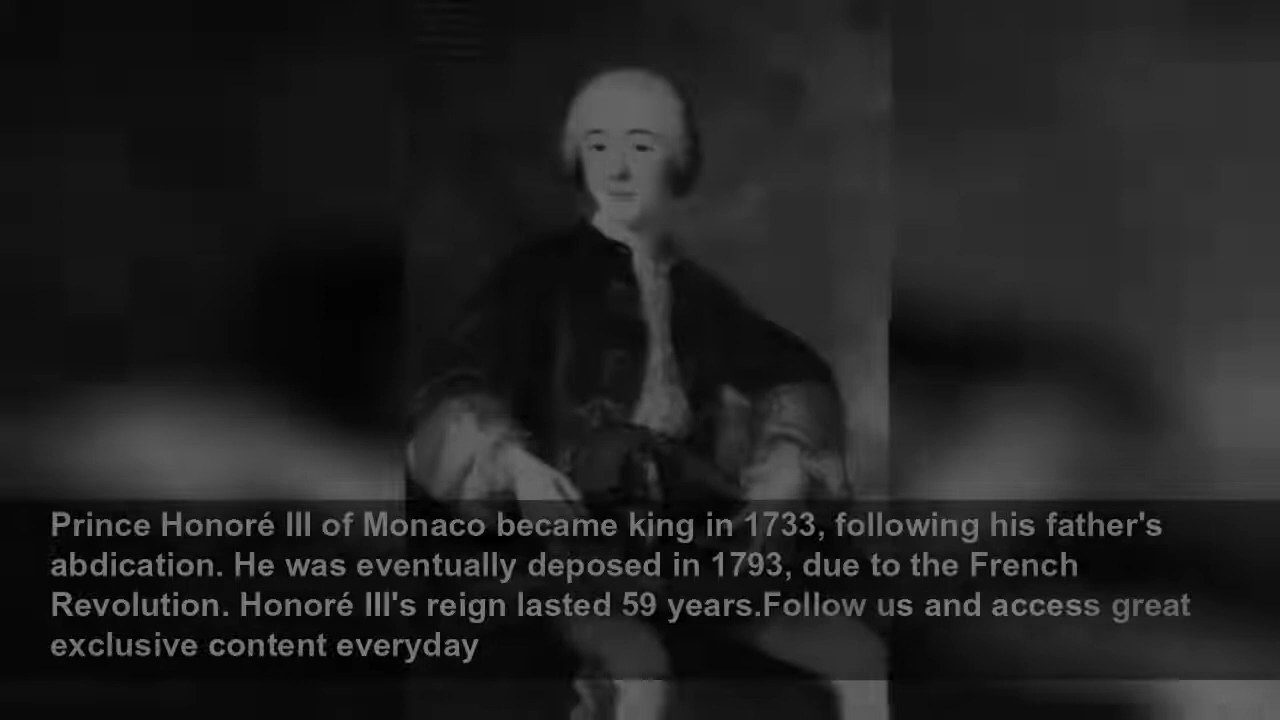 Prince Honoré III of Monaco became king in 1733, following his father's
abdication. He was eventually deposed in 1793, due to the French
Revolution. Honoré III's reign lasted 59 years.Follow us and access great
exclusive content everyday